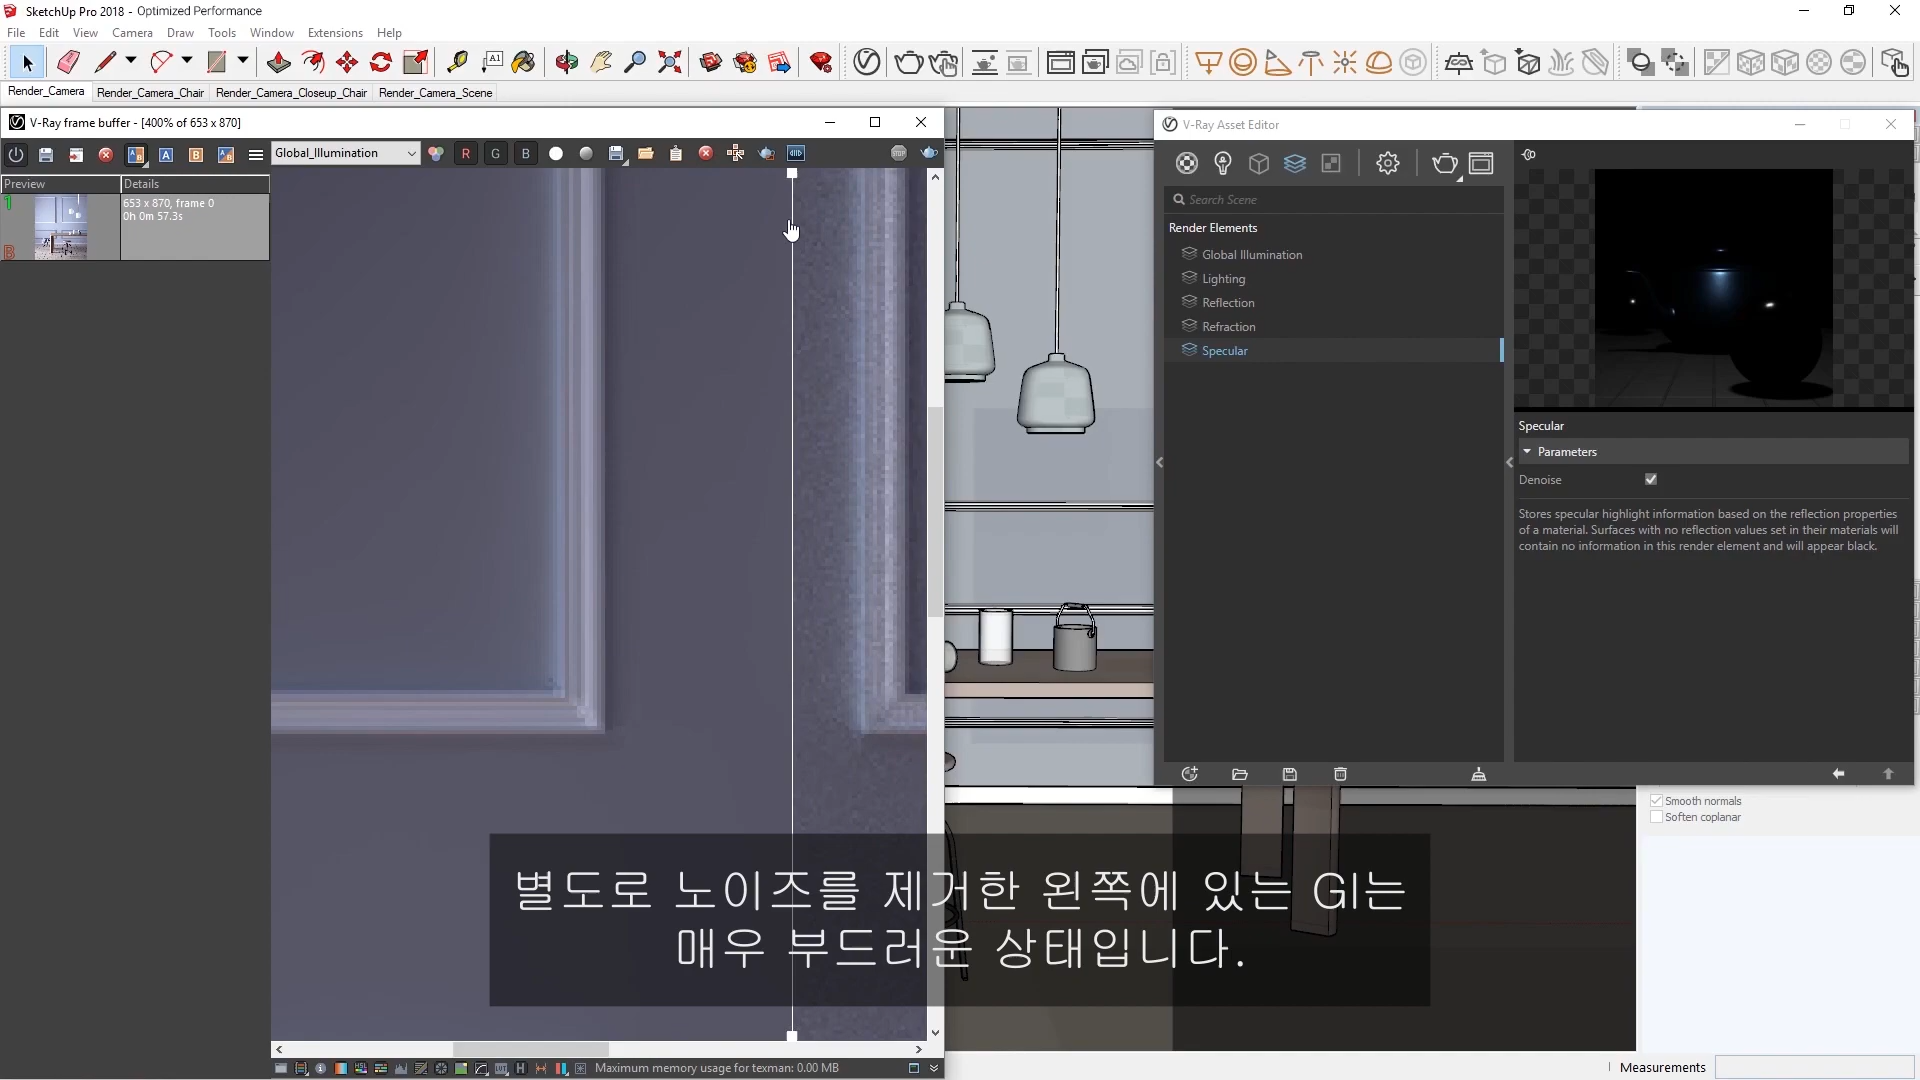 SketchUp Pro 2018 - Optimized Performance
File Edit View Camera Draw Tools Window Extensions Help
A1
Render_Camera Render_Camera_Chair Render_Camera_Closeup_Chair Render_Camera_Scene
V-Ray frame buffer - [400% of 653 x 870]
V-Ray Asset Editor
Global_Illumination
R G B
Preview Details
1
653 x 870, frame 0
0h 0m 57.3s
B
Search Scene
Render Elements
Global Illumination
Lighting
Reflection
Refraction
Specular
Specular
Parameters
Denoise
Stores specular highlight information based on the reflection properties
of a material. Surfaces with no reflection values set in their materials will
contain no information in this render element and will appear black.
Smooth normals
Soften coplanar
별도로 노이즈를 제거한 왼쪽에 있는 GI는
매우 부드러운 상태입니다.
Maximum memory usage for texman: 0.00 MB
Measurements